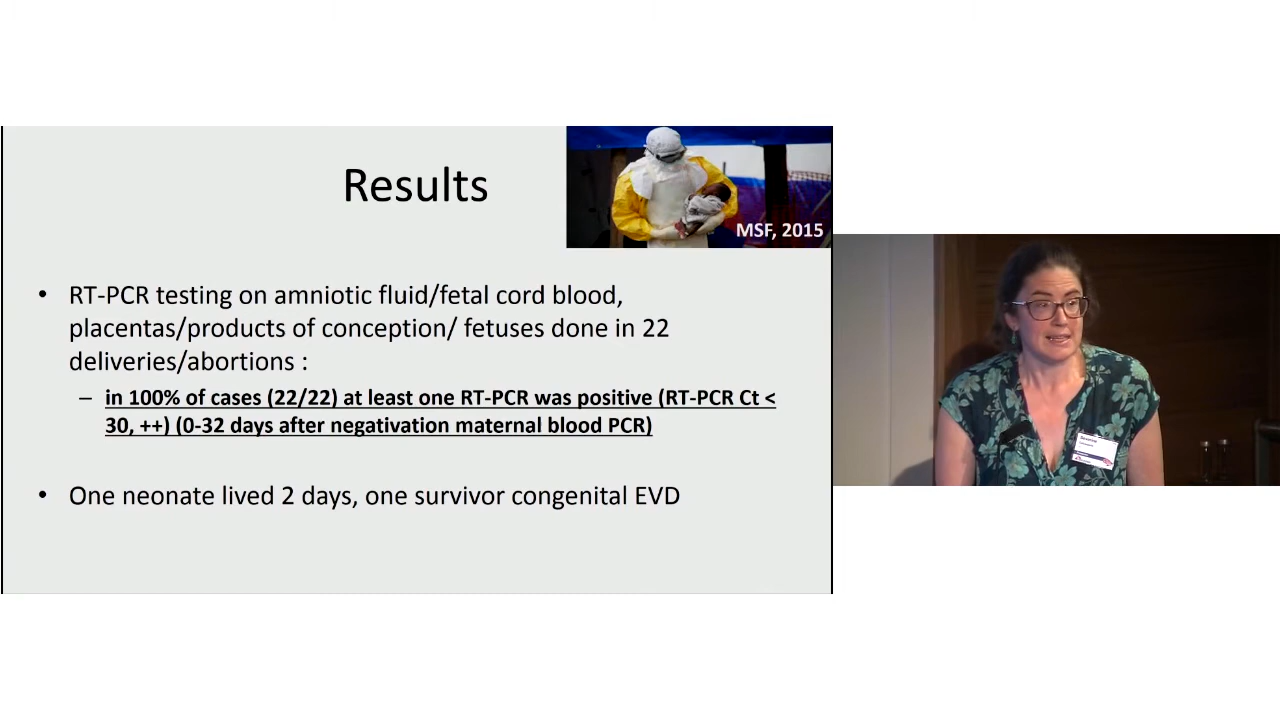 Results
MSF, 2015
• RT-PCR testing on amniotic fluid/fetal cord blood,
placentas/products of conception/ fetuses done in 22
deliveries/abortions :
– in 100% of cases (22/22) at least one RT-PCR was positive (RT-PCR Ct <
30, ++) (0-32 days after negativation maternal blood PCR)
• One neonate lived 2 days, one survivor congenital EVD